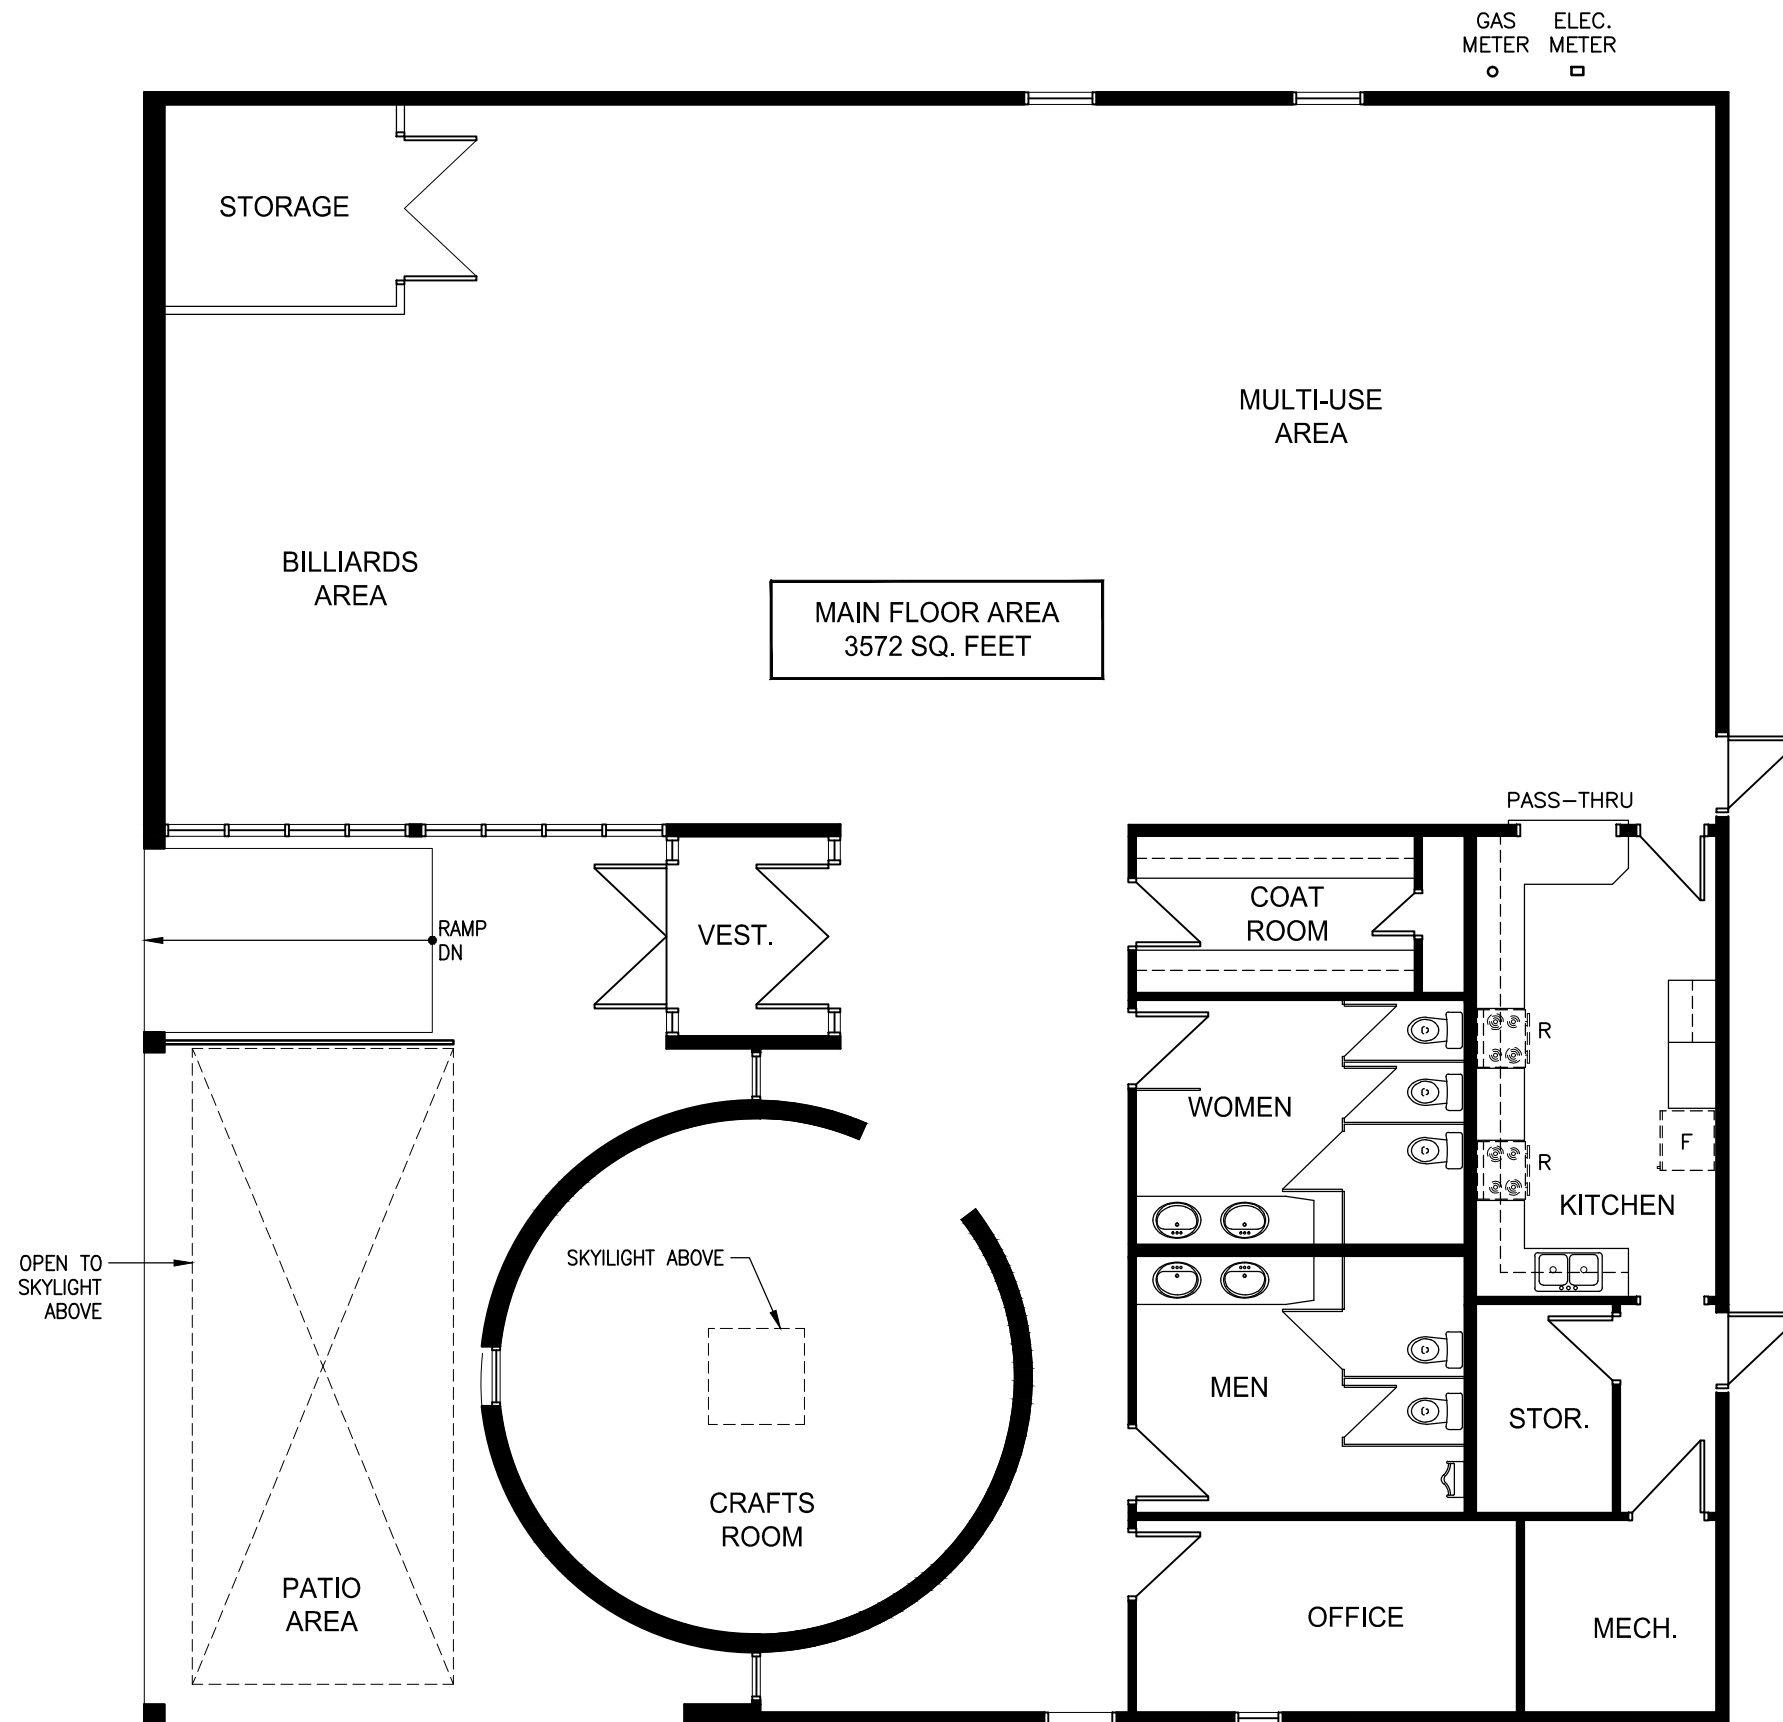 GAS
METER
ELEC.
METER
STORAGE
MULTI-USE
AREA
BILLIARDS
AREA
MAIN FLOOR AREA
3572 SQ. FEET
PASS-THRU
COAT
ROOM
VEST.
RAMP
DN
R
WOMEN
F
R
KITCHEN
OPEN TO
SKYLIGHT
ABOVE
SKYILIGHT ABOVE
MEN
STOR.
CRAFTS
ROOM
PATIO
AREA
OFFICE
MECH.